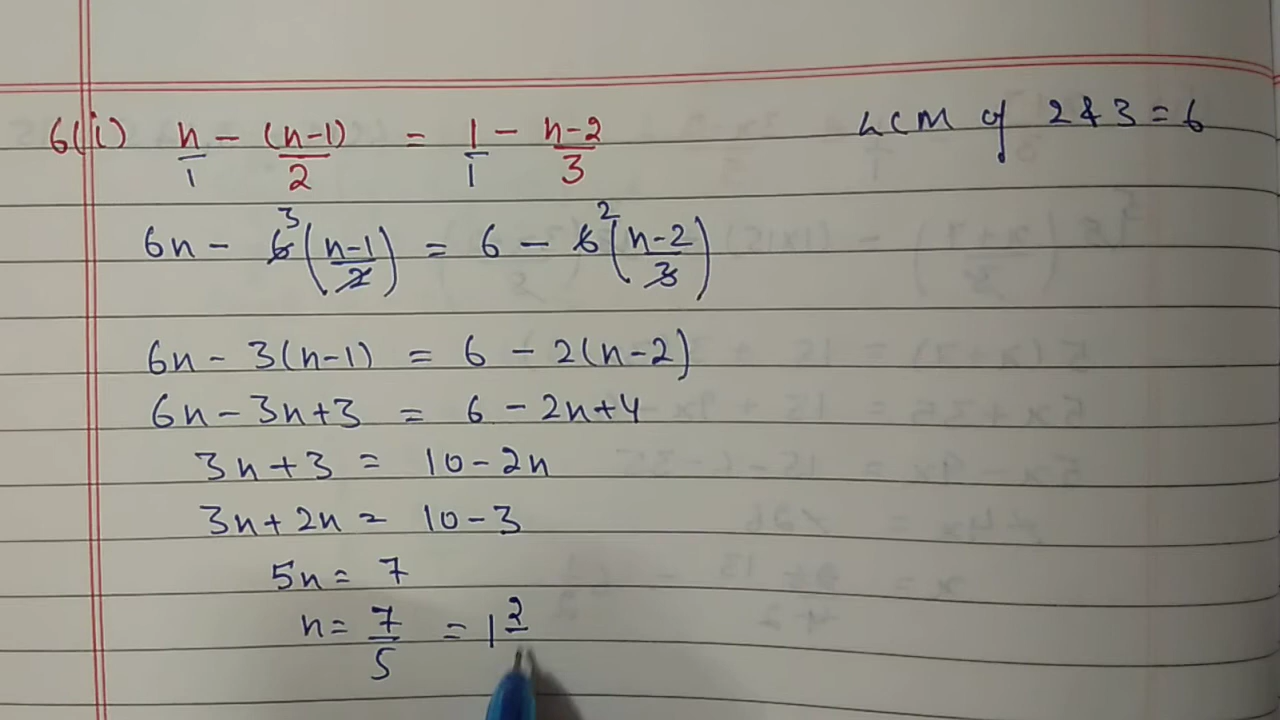 6(i) n/1 - (n-1)/2 = 1/1 - n-2/3
LCM of 2 & 3 = 6
6n - 6³(n-1/2) = 6 - 6²(n-2/3)
6n - 3(n-1) = 6 - 2(n-2)
6n - 3n+3 = 6 - 2n+4
3n+3 = 10-2n
3n+2n = 10-3
5n = 7
n = 7/5 = 1 2/